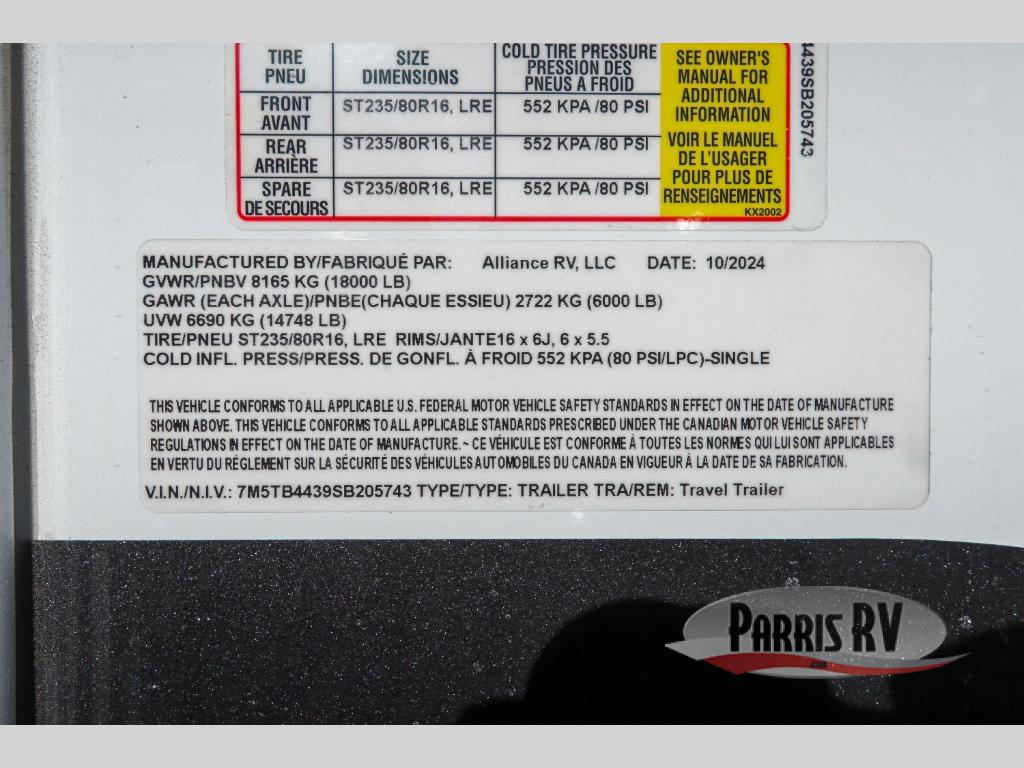 TIRE SIZE COLD TIRE PRESSURE SEE OWNER'S
PNEU DIMENSIONS PRESSION DES MANUAL FOR
PNEUS A FROID ADDITIONAL
FRONT ST235/80R16, LRE 552 KPA /80 PSI INFORMATION
AVANT
REAR ST235/80R16, LRE 552 KPA /80 PSI VOIR LE MANUEL
ARRIÈRE DE L'USAGER
POUR PLUS DE
SPARE ST235/80R16, LRE 552 KPA /80 PSI RENSEIGNEMENTS
DE SECOURS KX2002
4439SB205743
MANUFACTURED BY/FABRIQUÉ PAR: Alliance RV, LLC DATE: 10/2024
GVWR/PNBV 8165 KG (18000 LB)
GAWR (EACH AXLE)/PNBE(CHAQUE ESSIEU) 2722 KG (6000 LB)
UVW 6690 KG (14748 LB)
TIRE/PNEU ST235/80R16, LRE RIMS/JANTE16 x 6J, 6 x 5.5
COLD INFL. PRESS/PRESS. DE GONFL. À FROID 552 KPA (80 PSI/LPC)-SINGLE
THIS VEHICLE CONFORMS TO ALL APPLICABLE U.S. FEDERAL MOTOR VEHICLE SAFETY STANDARDS IN EFFECT ON THE DATE OF MANUFACTURE
SHOWN ABOVE. THIS VEHICLE CONFORMS TO ALL APPLICABLE STANDARDS PRESCRIBED UNDER THE CANADIAN MOTOR VEHICLE SAFETY
REGULATIONS IN EFFECT ON THE DATE OF MANUFACTURE. ~ CE VÉHICULE EST CONFORME À TOUTES LES NORMES QUI LUI SONT APPLICABLES
EN VERTU DU RÉGLEMENT SUR LA SÉCURITÉ DES VÉHICULES AUTOMOBILES DU CANADA EN VIGUEUR À LA DATE DE SA FABRICATION.
V.I.N./N.I.V.: 7M5TB4439SB205743 TYPE/TYPE: TRAILER TRA/REM: Travel Trailer
PARRIS RV
.com